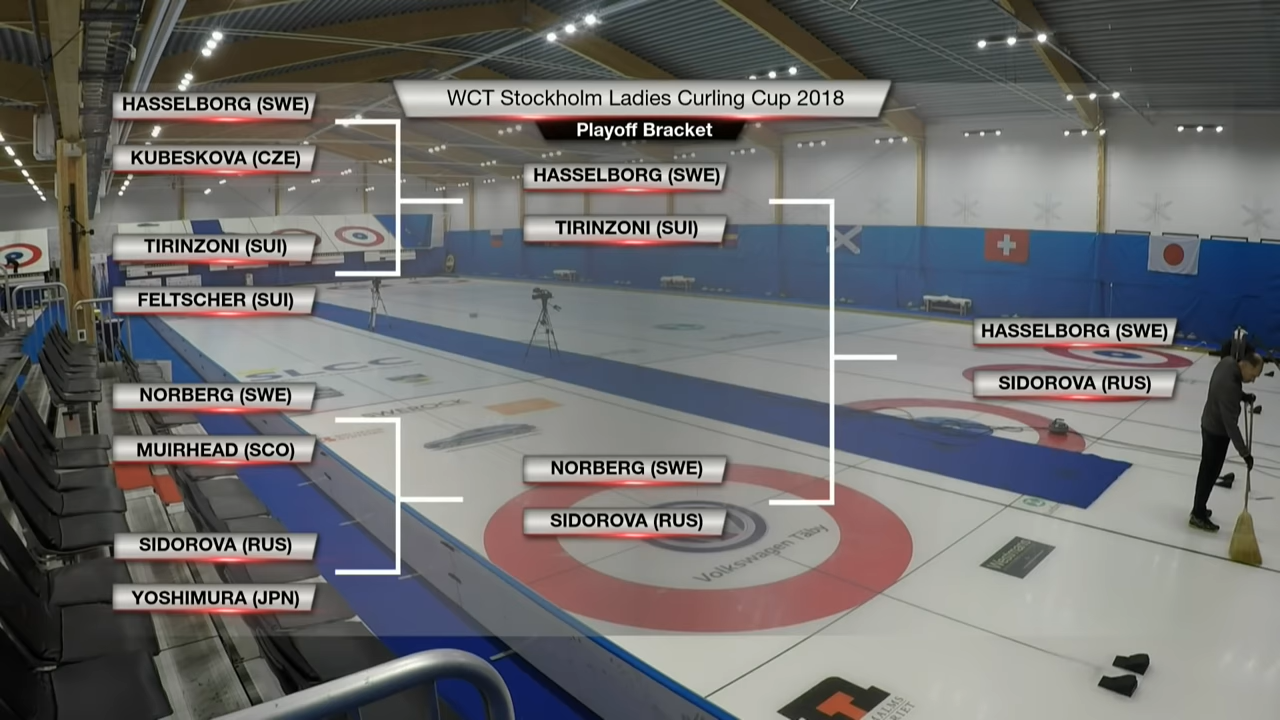 WCT Stockholm Ladies Curling Cup 2018
Playoff Bracket
HASSELBORG (SWE)
KUBESKOVA (CZE)
TIRINZONI (SUI)
FELTSCHER (SUI)
NORBERG (SWE)
MUIRHEAD (SCO)
SIDOROVA (RUS)
YOSHIMURA (JPN)
HASSELBORG (SWE)
TIRINZONI (SUI)
NORBERG (SWE)
SIDOROVA (RUS)
HASSELBORG (SWE)
SIDOROVA (RUS)
SLCC
SWEROCK
Volkswagen Täby